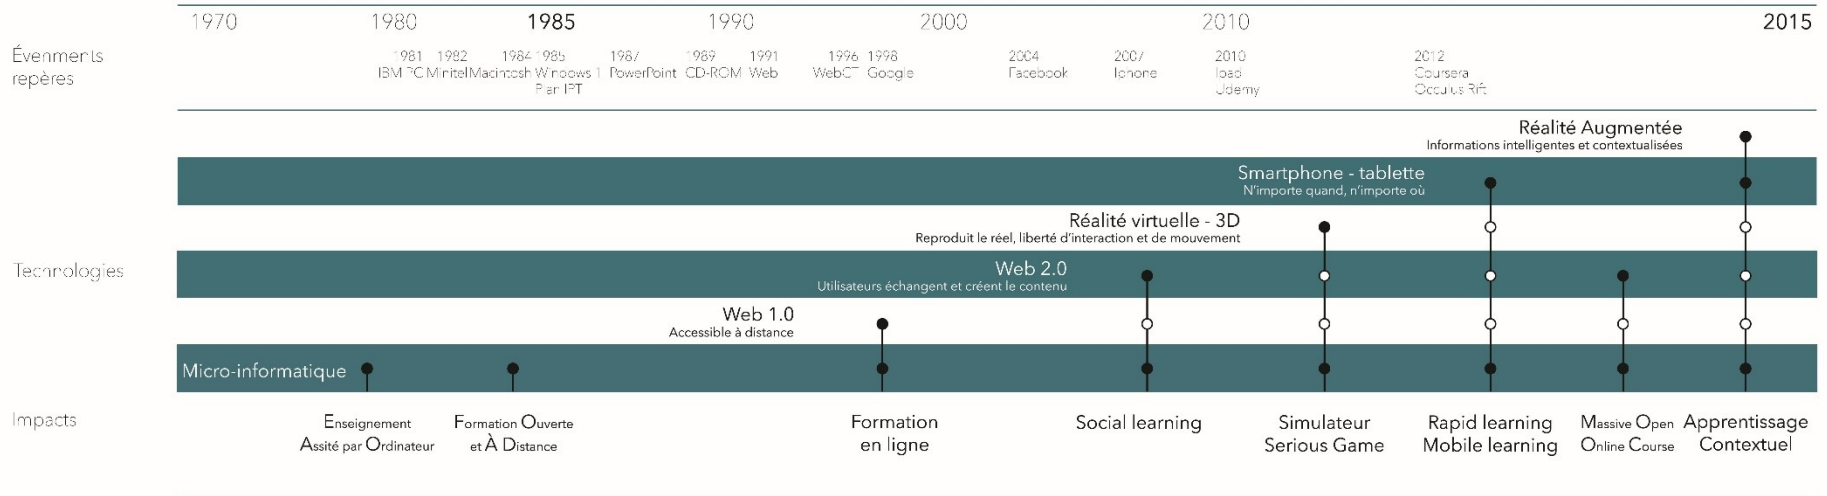 1970 1980 1985 1990 2000 2010 2015
Évenments
repères
1981 1982 1984 1985 1987 1989 1991 1996 1998 2004 2007 2010 2012
IBM PC Minitel Macintosh Windows 1 PowerPoint CD-ROM Web WebCT Google Facebook Iphone Ipad Coursera
Plan IPT Udemy Occulus Rift
Réalité Augmentée
Informations intelligentes et contextualisées
Smartphone - tablette
N'importe quand, n'importe où
Réalité virtuelle - 3D
Reproduit le réel, liberté d'interaction et de mouvement
Technologies
Web 2.0
Utilisateurs échangent et créent le contenu
Web 1.0
Accessible à distance
Micro-informatique
Impacts
Enseignement
Assité par Ordinateur
Formation Ouverte
et À Distance
Formation
en ligne
Social learning
Simulateur
Serious Game
Rapid learning
Mobile learning
Massive Open
Online Course
Apprentissage
Contextuel